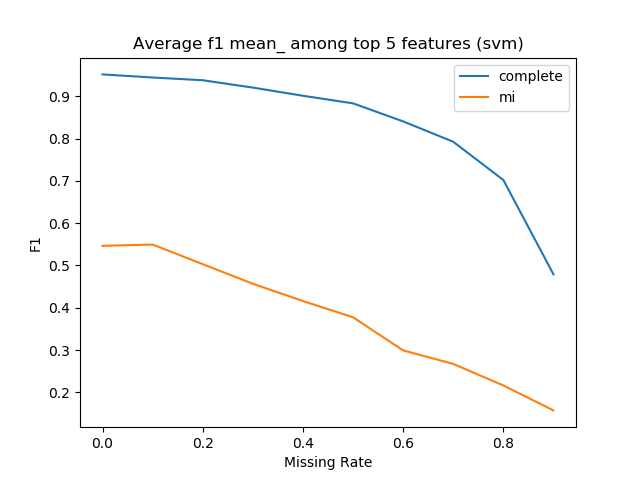 Average f1 mean_ among top 5 features (svm)
complete
mi
F1
0.9
0.8
0.7
0.6
0.5
0.4
0.3
0.2
0.0 0.2 0.4 0.6 0.8
Missing Rate